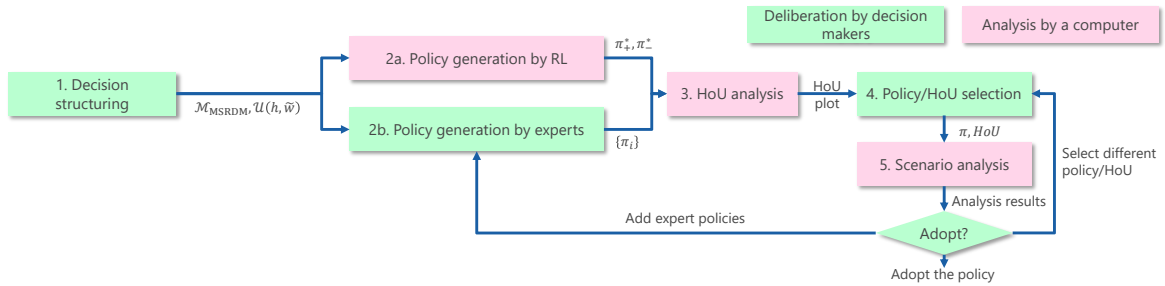 Deliberation by decision
makers
Analysis by a computer
1. Decision
structuring
ℳ_MSRDM, 𝒰(h, w̃)
2a. Policy generation by RL
π₊*, π₋*
2b. Policy generation by experts
{πᵢ}
3. HoU analysis
HoU
plot
4. Policy/HoU selection
π, HoU
5. Scenario analysis
Select different
policy/HoU
Analysis results
Add expert policies
Adopt?
Adopt the policy